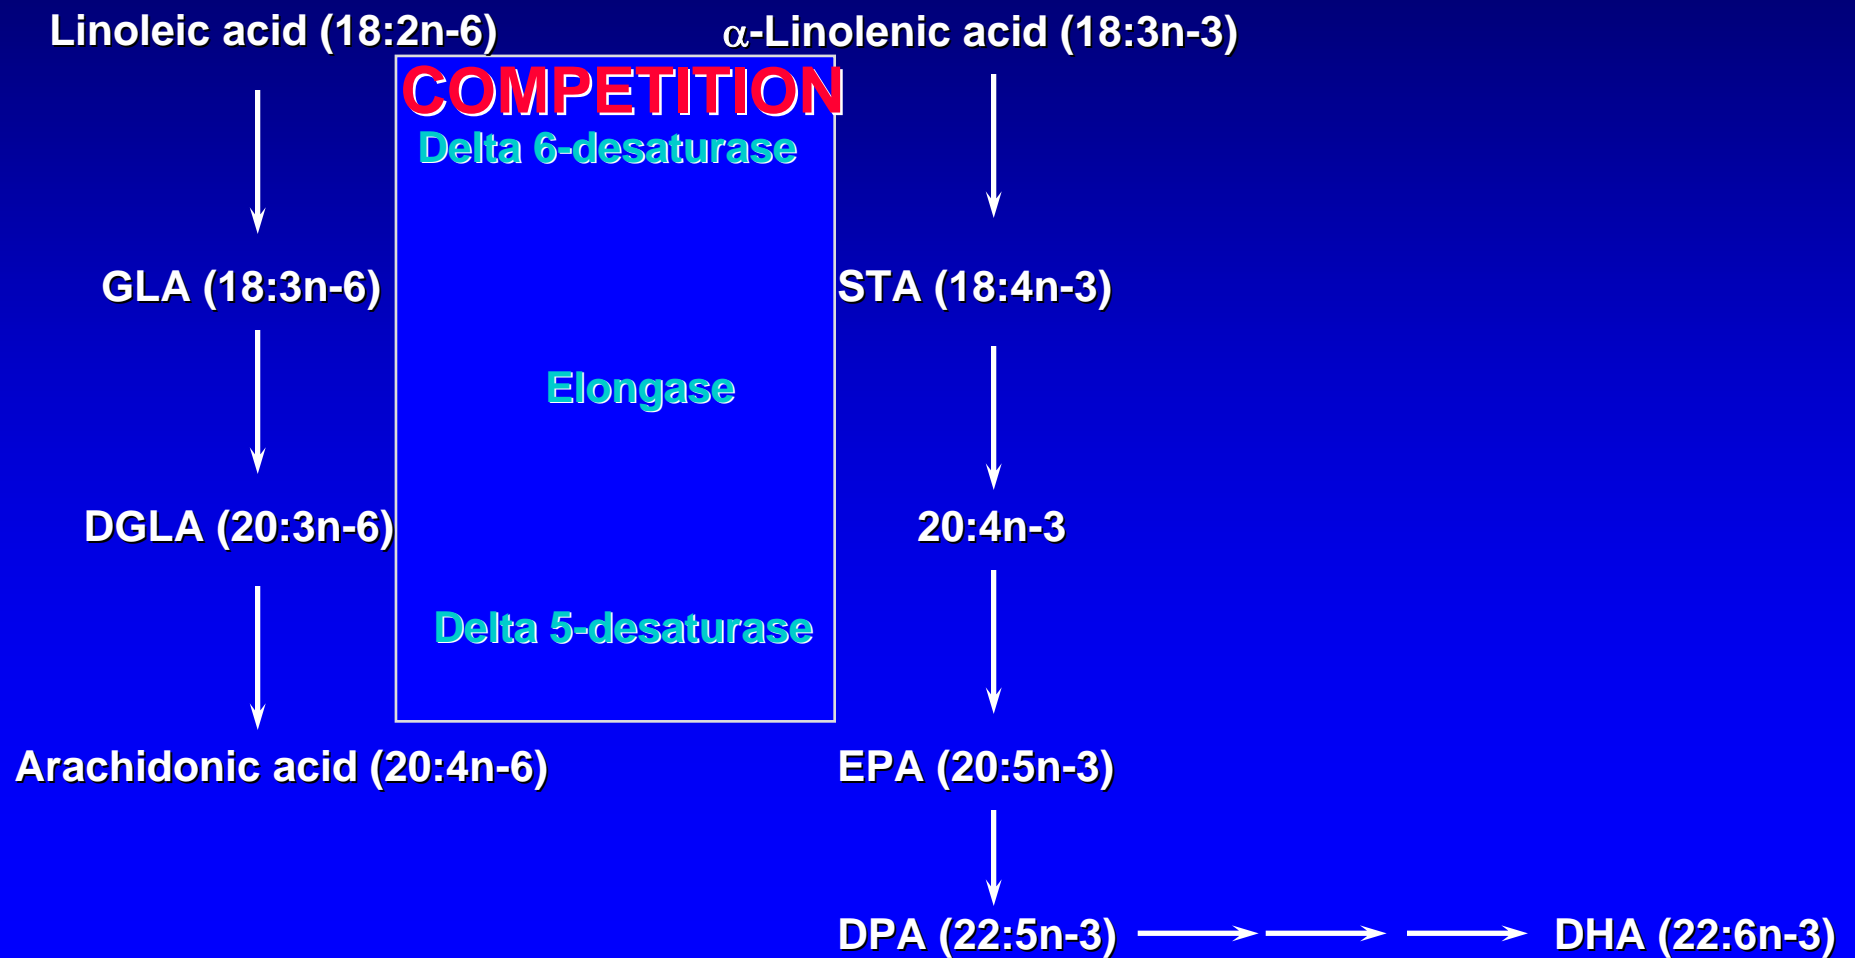 Linoleic acid (18:2n-6)
α-Linolenic acid (18:3n-3)
COMPETITION
Delta 6-desaturase
GLA (18:3n-6)
STA (18:4n-3)
Elongase
DGLA (20:3n-6)
20:4n-3
Delta 5-desaturase
Arachidonic acid (20:4n-6)
EPA (20:5n-3)
DPA (22:5n-3)
DHA (22:6n-3)